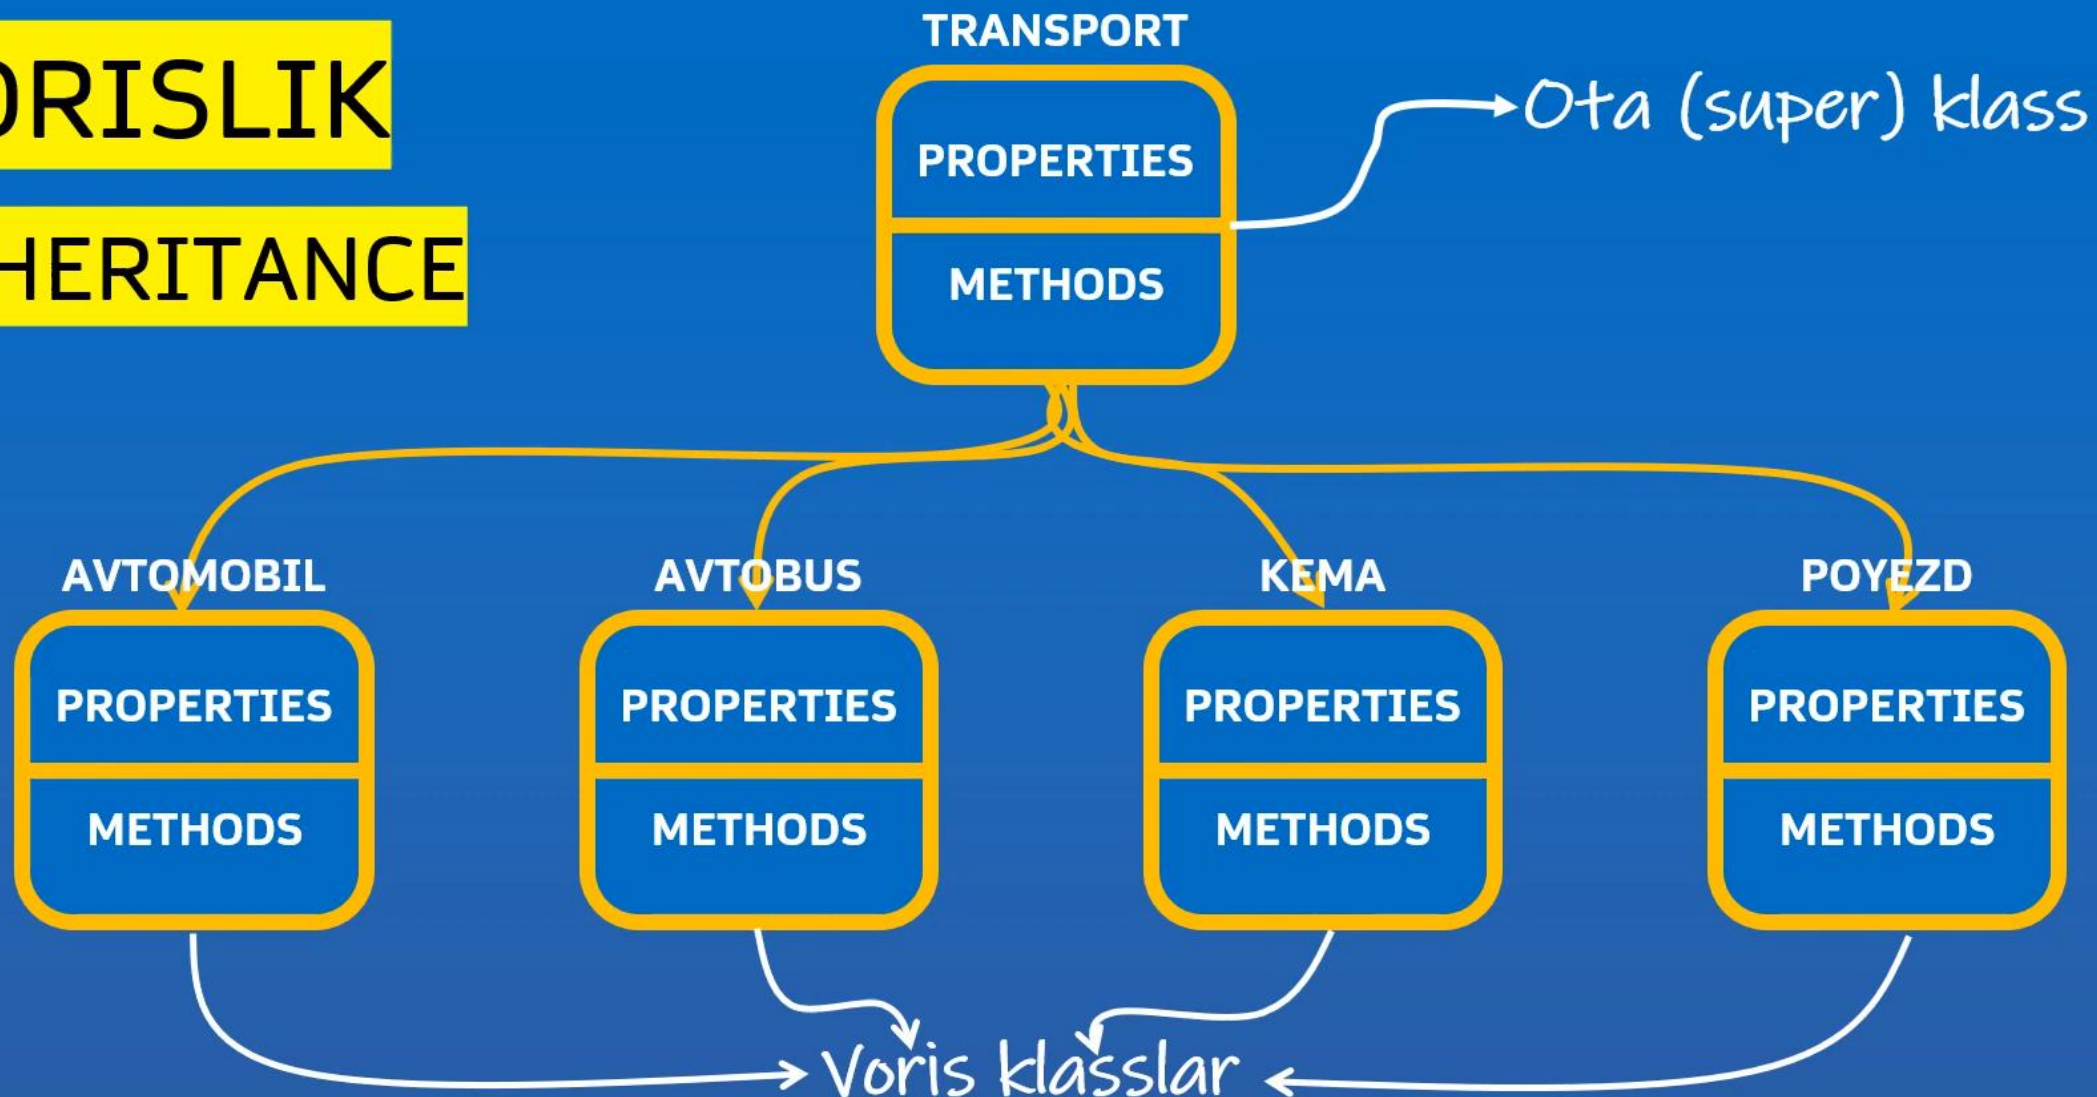 ORISLIK
HERITANCE
TRANSPORT
PROPERTIES
METHODS
Ota (super) klass
AVTOMOBIL
PROPERTIES
METHODS
AVTOBUS
PROPERTIES
METHODS
KEMA
PROPERTIES
METHODS
POYEZD
PROPERTIES
METHODS
Voris klasslar